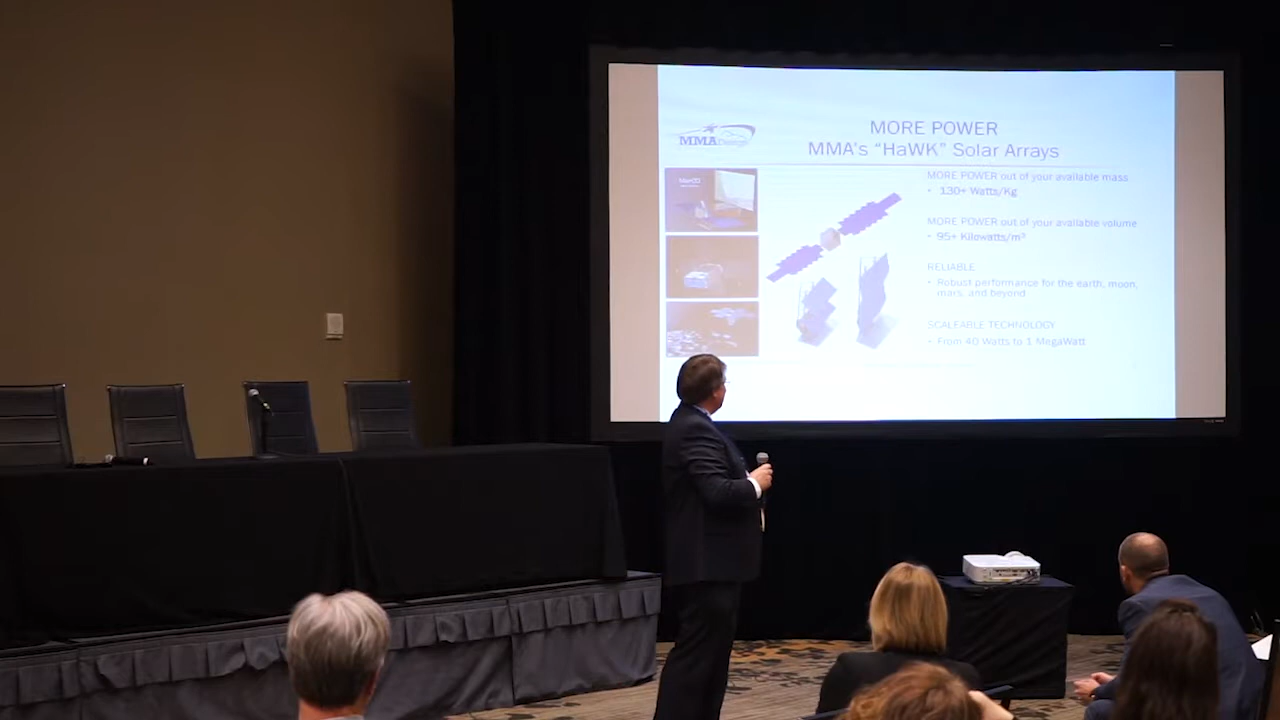 MORE POWER
MMA's "HaWK" Solar Arrays
MMA Design
MORE POWER out of your available mass
• 130+ Watts/Kg
MORE POWER out of your available volume
• 95+ Kilowatts/m³
RELIABLE
• Robust performance for the earth, moon,
mars, and beyond
SCALEABLE TECHNOLOGY
• From 40 Watts to 1 MegaWatt